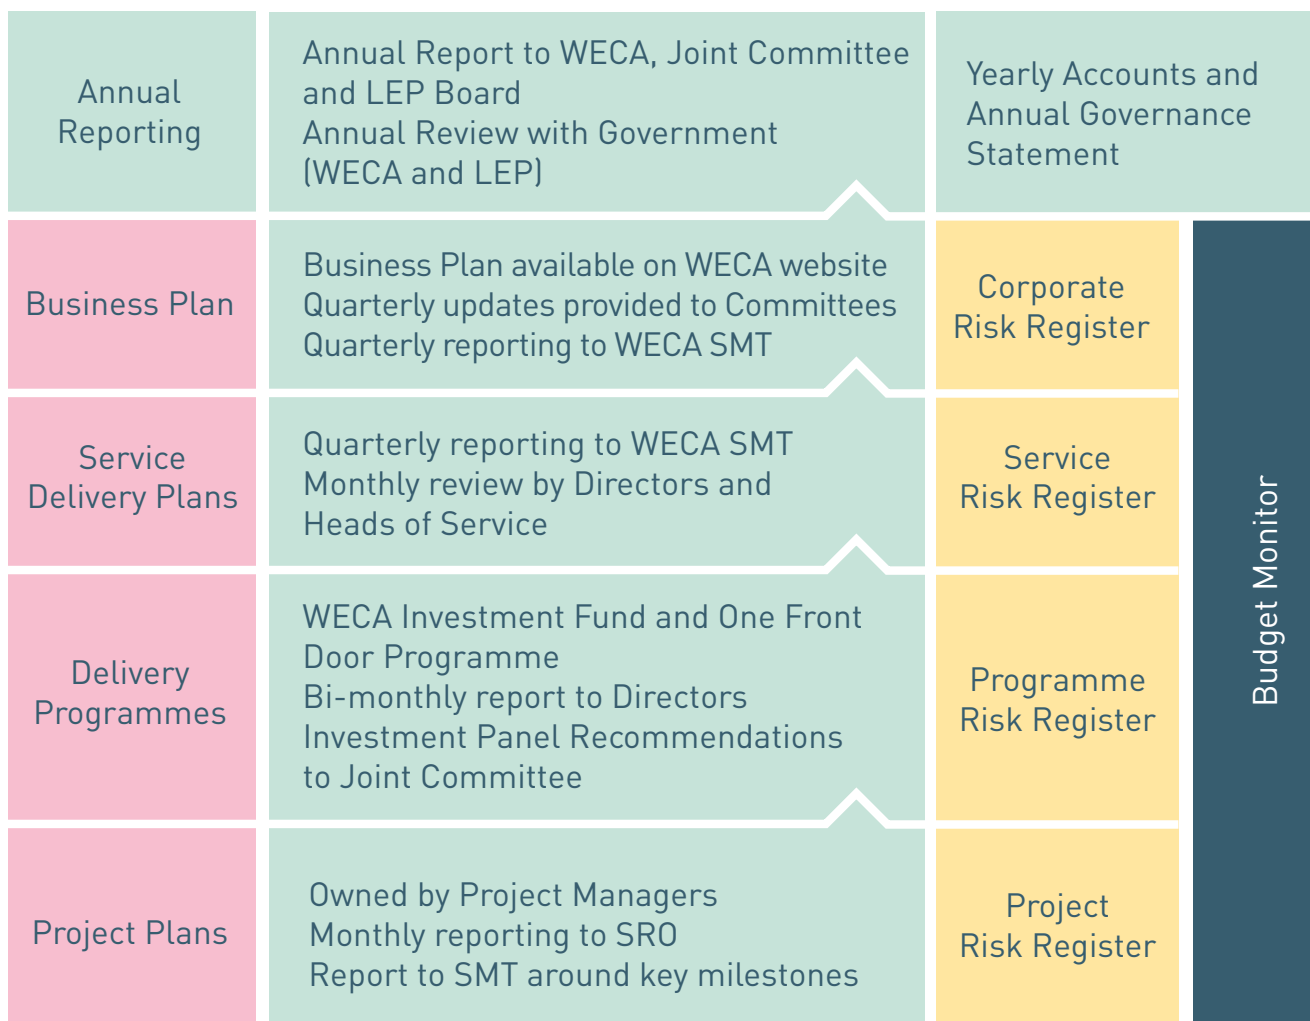 Annual
Reporting
Annual Report to WECA, Joint Committee
and LEP Board
Annual Review with Government
(WECA and LEP)
Yearly Accounts and
Annual Governance
Statement
Business Plan
Business Plan available on WECA website
Quarterly updates provided to Committees
Quarterly reporting to WECA SMT
Corporate
Risk Register
Service
Delivery Plans
Quarterly reporting to WECA SMT
Monthly review by Directors and
Heads of Service
Service
Risk Register
Delivery
Programmes
WECA Investment Fund and One Front
Door Programme
Bi-monthly report to Directors
Investment Panel Recommendations
to Joint Committee
Programme
Risk Register
Project Plans
Owned by Project Managers
Monthly reporting to SRO
Report to SMT around key milestones
Project
Risk Register
Budget Monitor